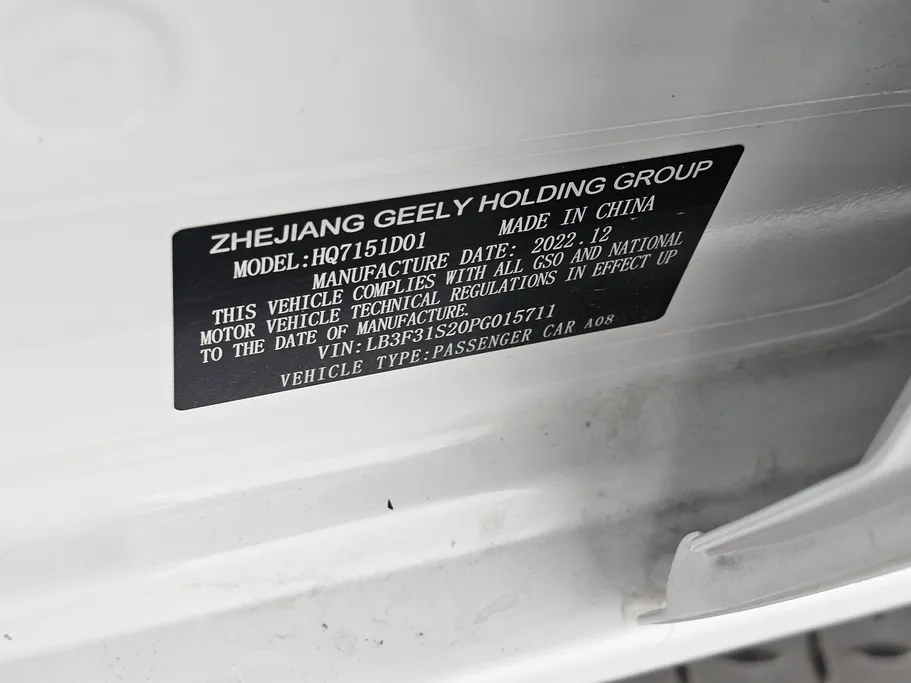 ZHEJIANG GEELY HOLDING GROUP
MODEL:HQ7151D01 MADE IN CHINA
MANUFACTURE DATE: 2022.12
THIS VEHICLE COMPLIES WITH ALL GSO AND NATIONAL
MOTOR VEHICLE TECHNICAL REGULATIONS IN EFFECT UP
TO THE DATE OF MANUFACTURE.
VIN:LB3F31S20PG015711
VEHICLE TYPE:PASSENGER CAR A08